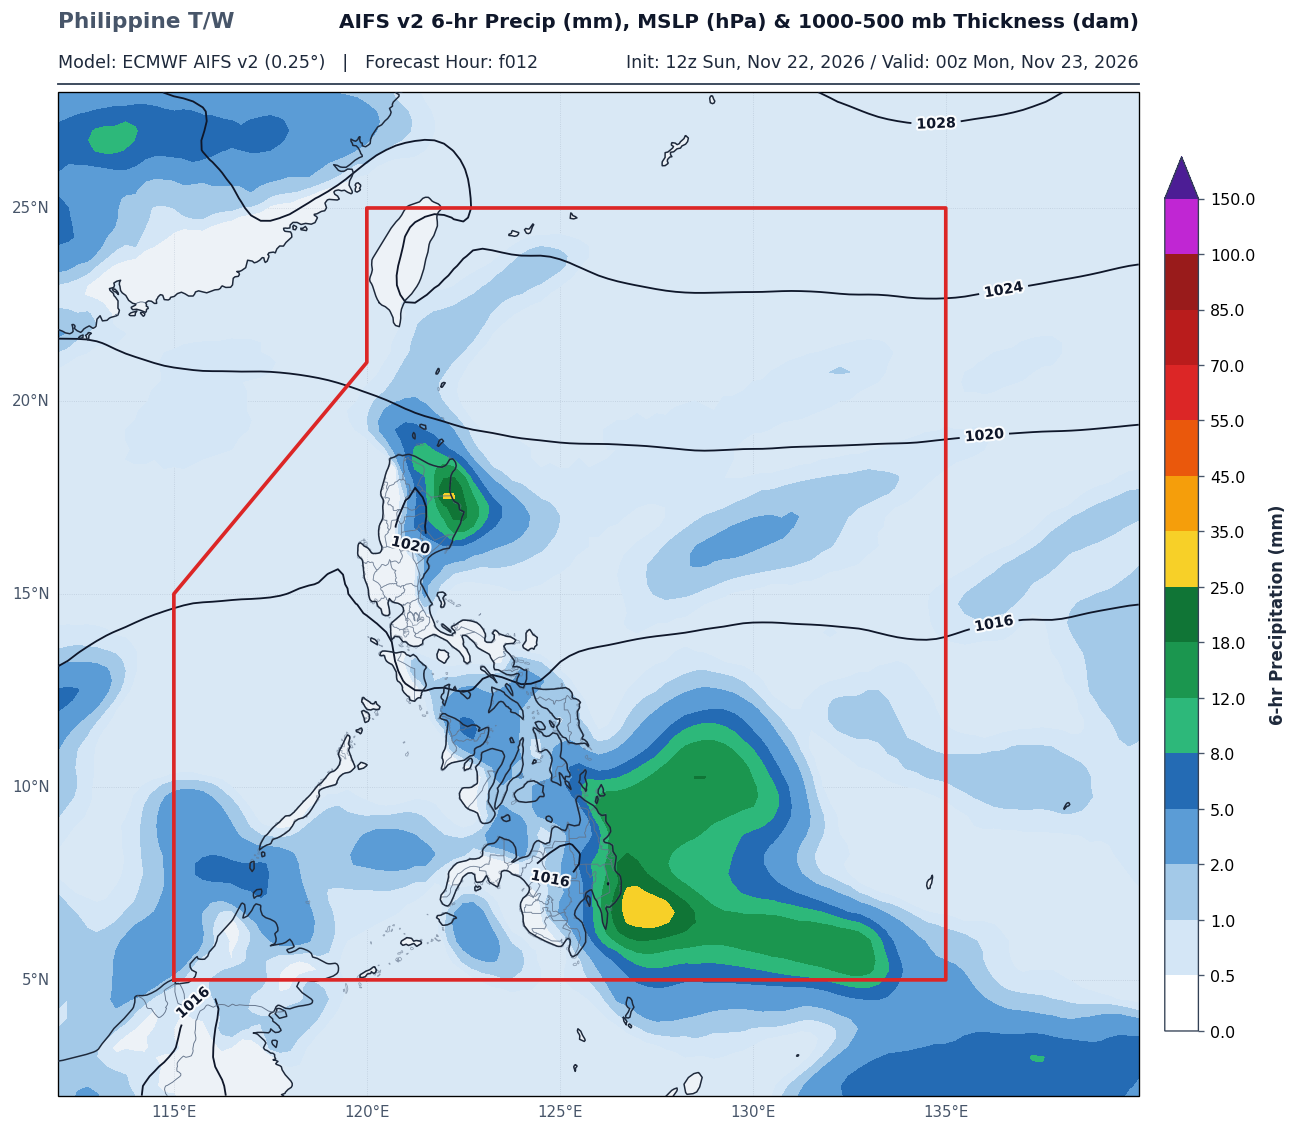 Philippine T/W
AIFS v2 6-hr Precip (mm), MSLP (hPa) & 1000-500 mb Thickness (dam)
Model: ECMWF AIFS v2 (0.25°)   |   Forecast Hour: f012
Init: 12z Sun, Nov 22, 2026 / Valid: 00z Mon, Nov 23, 2026
1028
25°N
1024
20°N
1020
1020
15°N
1016
10°N
1016
5°N
1016
115°E
120°E
125°E
130°E
135°E
150.0
100.0
85.0
70.0
55.0
45.0
35.0
25.0
18.0
12.0
8.0
5.0
2.0
1.0
0.5
0.0
6-hr Precipitation (mm)